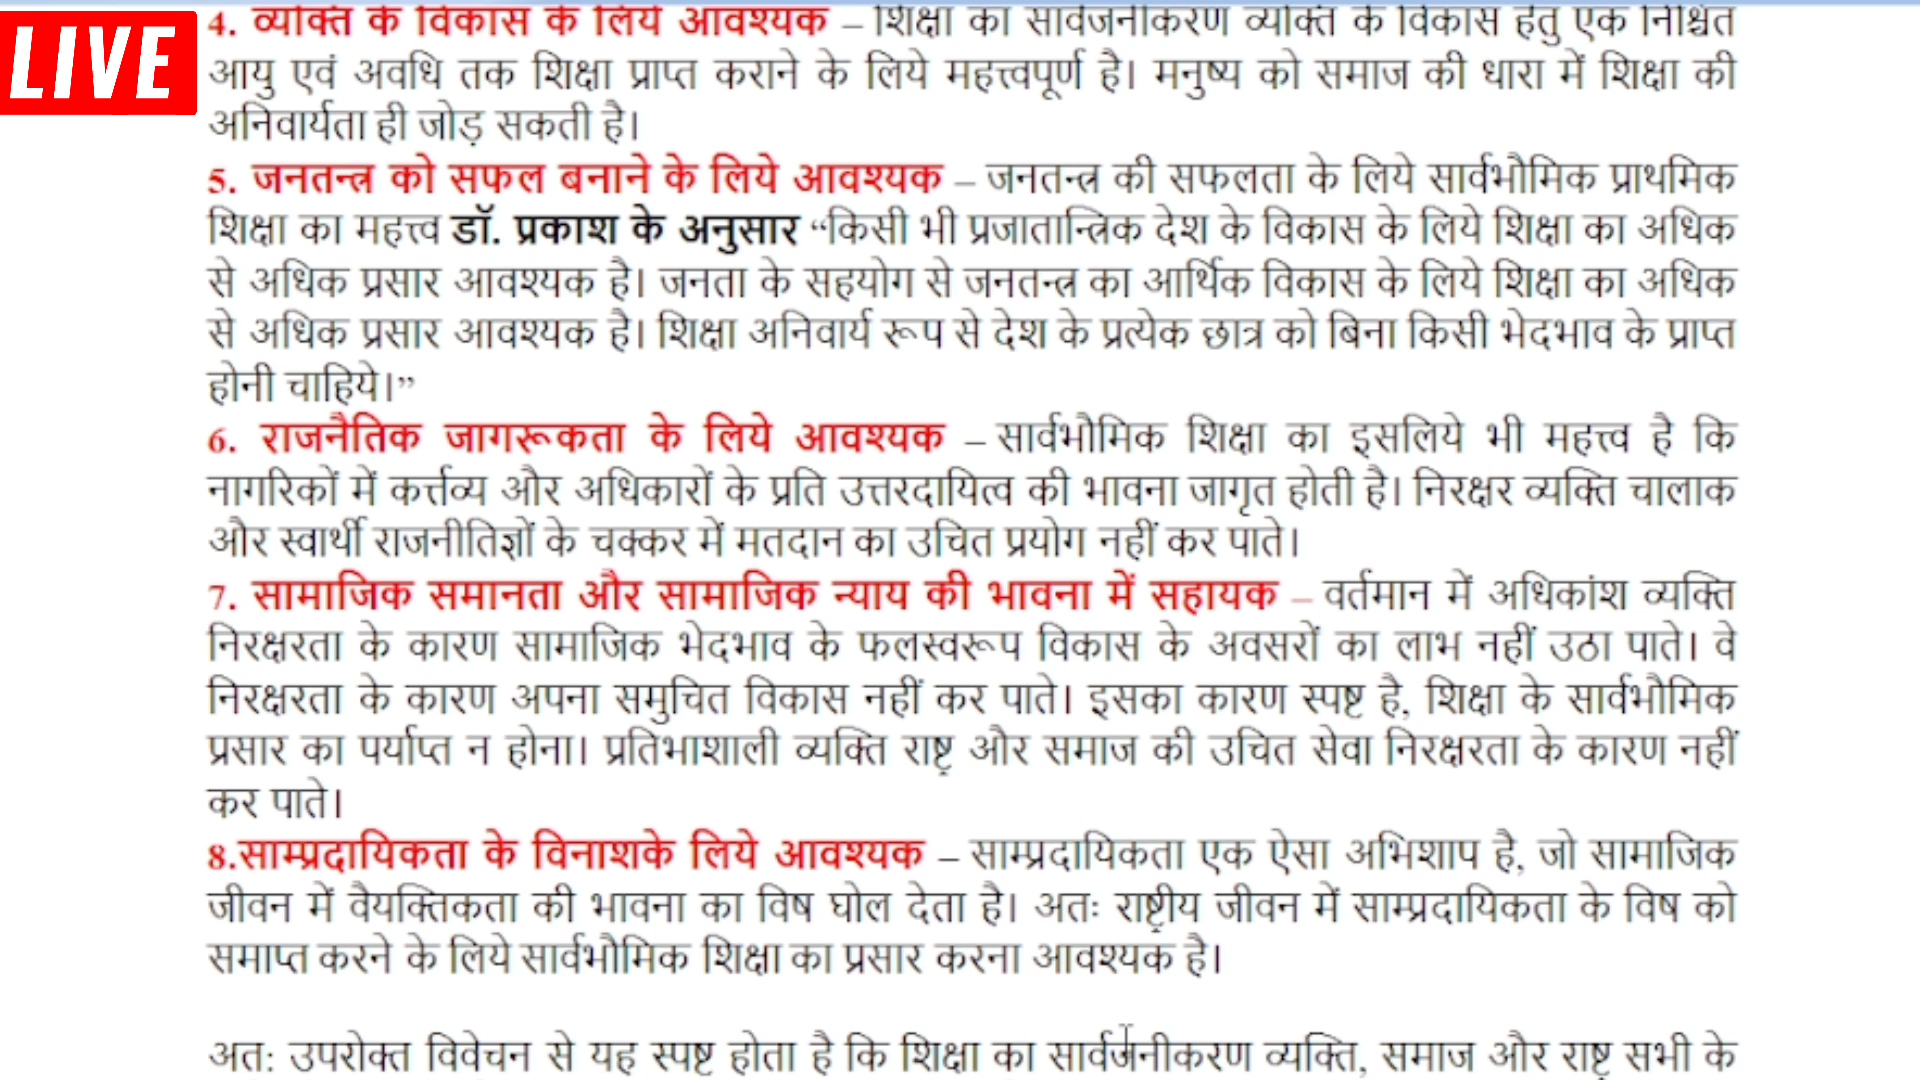 LIVE
4. व्यक्ति के विकास के लिये आवश्यक – शिक्षा का सार्वजनीकरण व्यक्ति के विकास हेतु एक निश्चित
आयु एवं अवधि तक शिक्षा प्राप्त कराने के लिये महत्त्वपूर्ण है। मनुष्य को समाज की धारा में शिक्षा की
अनिवार्यता ही जोड़ सकती है।
5. जनतन्त्र को सफल बनाने के लिये आवश्यक – जनतन्त्र की सफलता के लिये सार्वभौमिक प्राथमिक
शिक्षा का महत्त्व डॉ. प्रकाश के अनुसार “किसी भी प्रजातान्त्रिक देश के विकास के लिये शिक्षा का अधिक
से अधिक प्रसार आवश्यक है। जनता के सहयोग से जनतन्त्र का आर्थिक विकास के लिये शिक्षा का अधिक
से अधिक प्रसार आवश्यक है। शिक्षा अनिवार्य रूप से देश के प्रत्येक छात्र को बिना किसी भेदभाव के प्राप्त
होनी चाहिये।”
6. राजनैतिक जागरूकता के लिये आवश्यक – सार्वभौमिक शिक्षा का इसलिये भी महत्त्व है कि
नागरिकों में कर्त्तव्य और अधिकारों के प्रति उत्तरदायित्व की भावना जागृत होती है। निरक्षर व्यक्ति चालाक
और स्वार्थी राजनीतिज्ञों के चक्कर में मतदान का उचित प्रयोग नहीं कर पाते।
7. सामाजिक समानता और सामाजिक न्याय की भावना में सहायक – वर्तमान में अधिकांश व्यक्ति
निरक्षरता के कारण सामाजिक भेदभाव के फलस्वरूप विकास के अवसरों का लाभ नहीं उठा पाते। वे
निरक्षरता के कारण अपना समुचित विकास नहीं कर पाते। इसका कारण स्पष्ट है, शिक्षा के सार्वभौमिक
प्रसार का पर्याप्त न होना। प्रतिभाशाली व्यक्ति राष्ट्र और समाज की उचित सेवा निरक्षरता के कारण नहीं
कर पाते।
8.साम्प्रदायिकता के विनाशके लिये आवश्यक – साम्प्रदायिकता एक ऐसा अभिशाप है, जो सामाजिक
जीवन में वैयक्तिकता की भावना का विष घोल देता है। अतः राष्ट्रीय जीवन में साम्प्रदायिकता के विष को
समाप्त करने के लिये सार्वभौमिक शिक्षा का प्रसार करना आवश्यक है।
अत: उपरोक्त विवेचन से यह स्पष्ट होता है कि शिक्षा का सार्वजनीकरण व्यक्ति, समाज और राष्ट्र सभी के